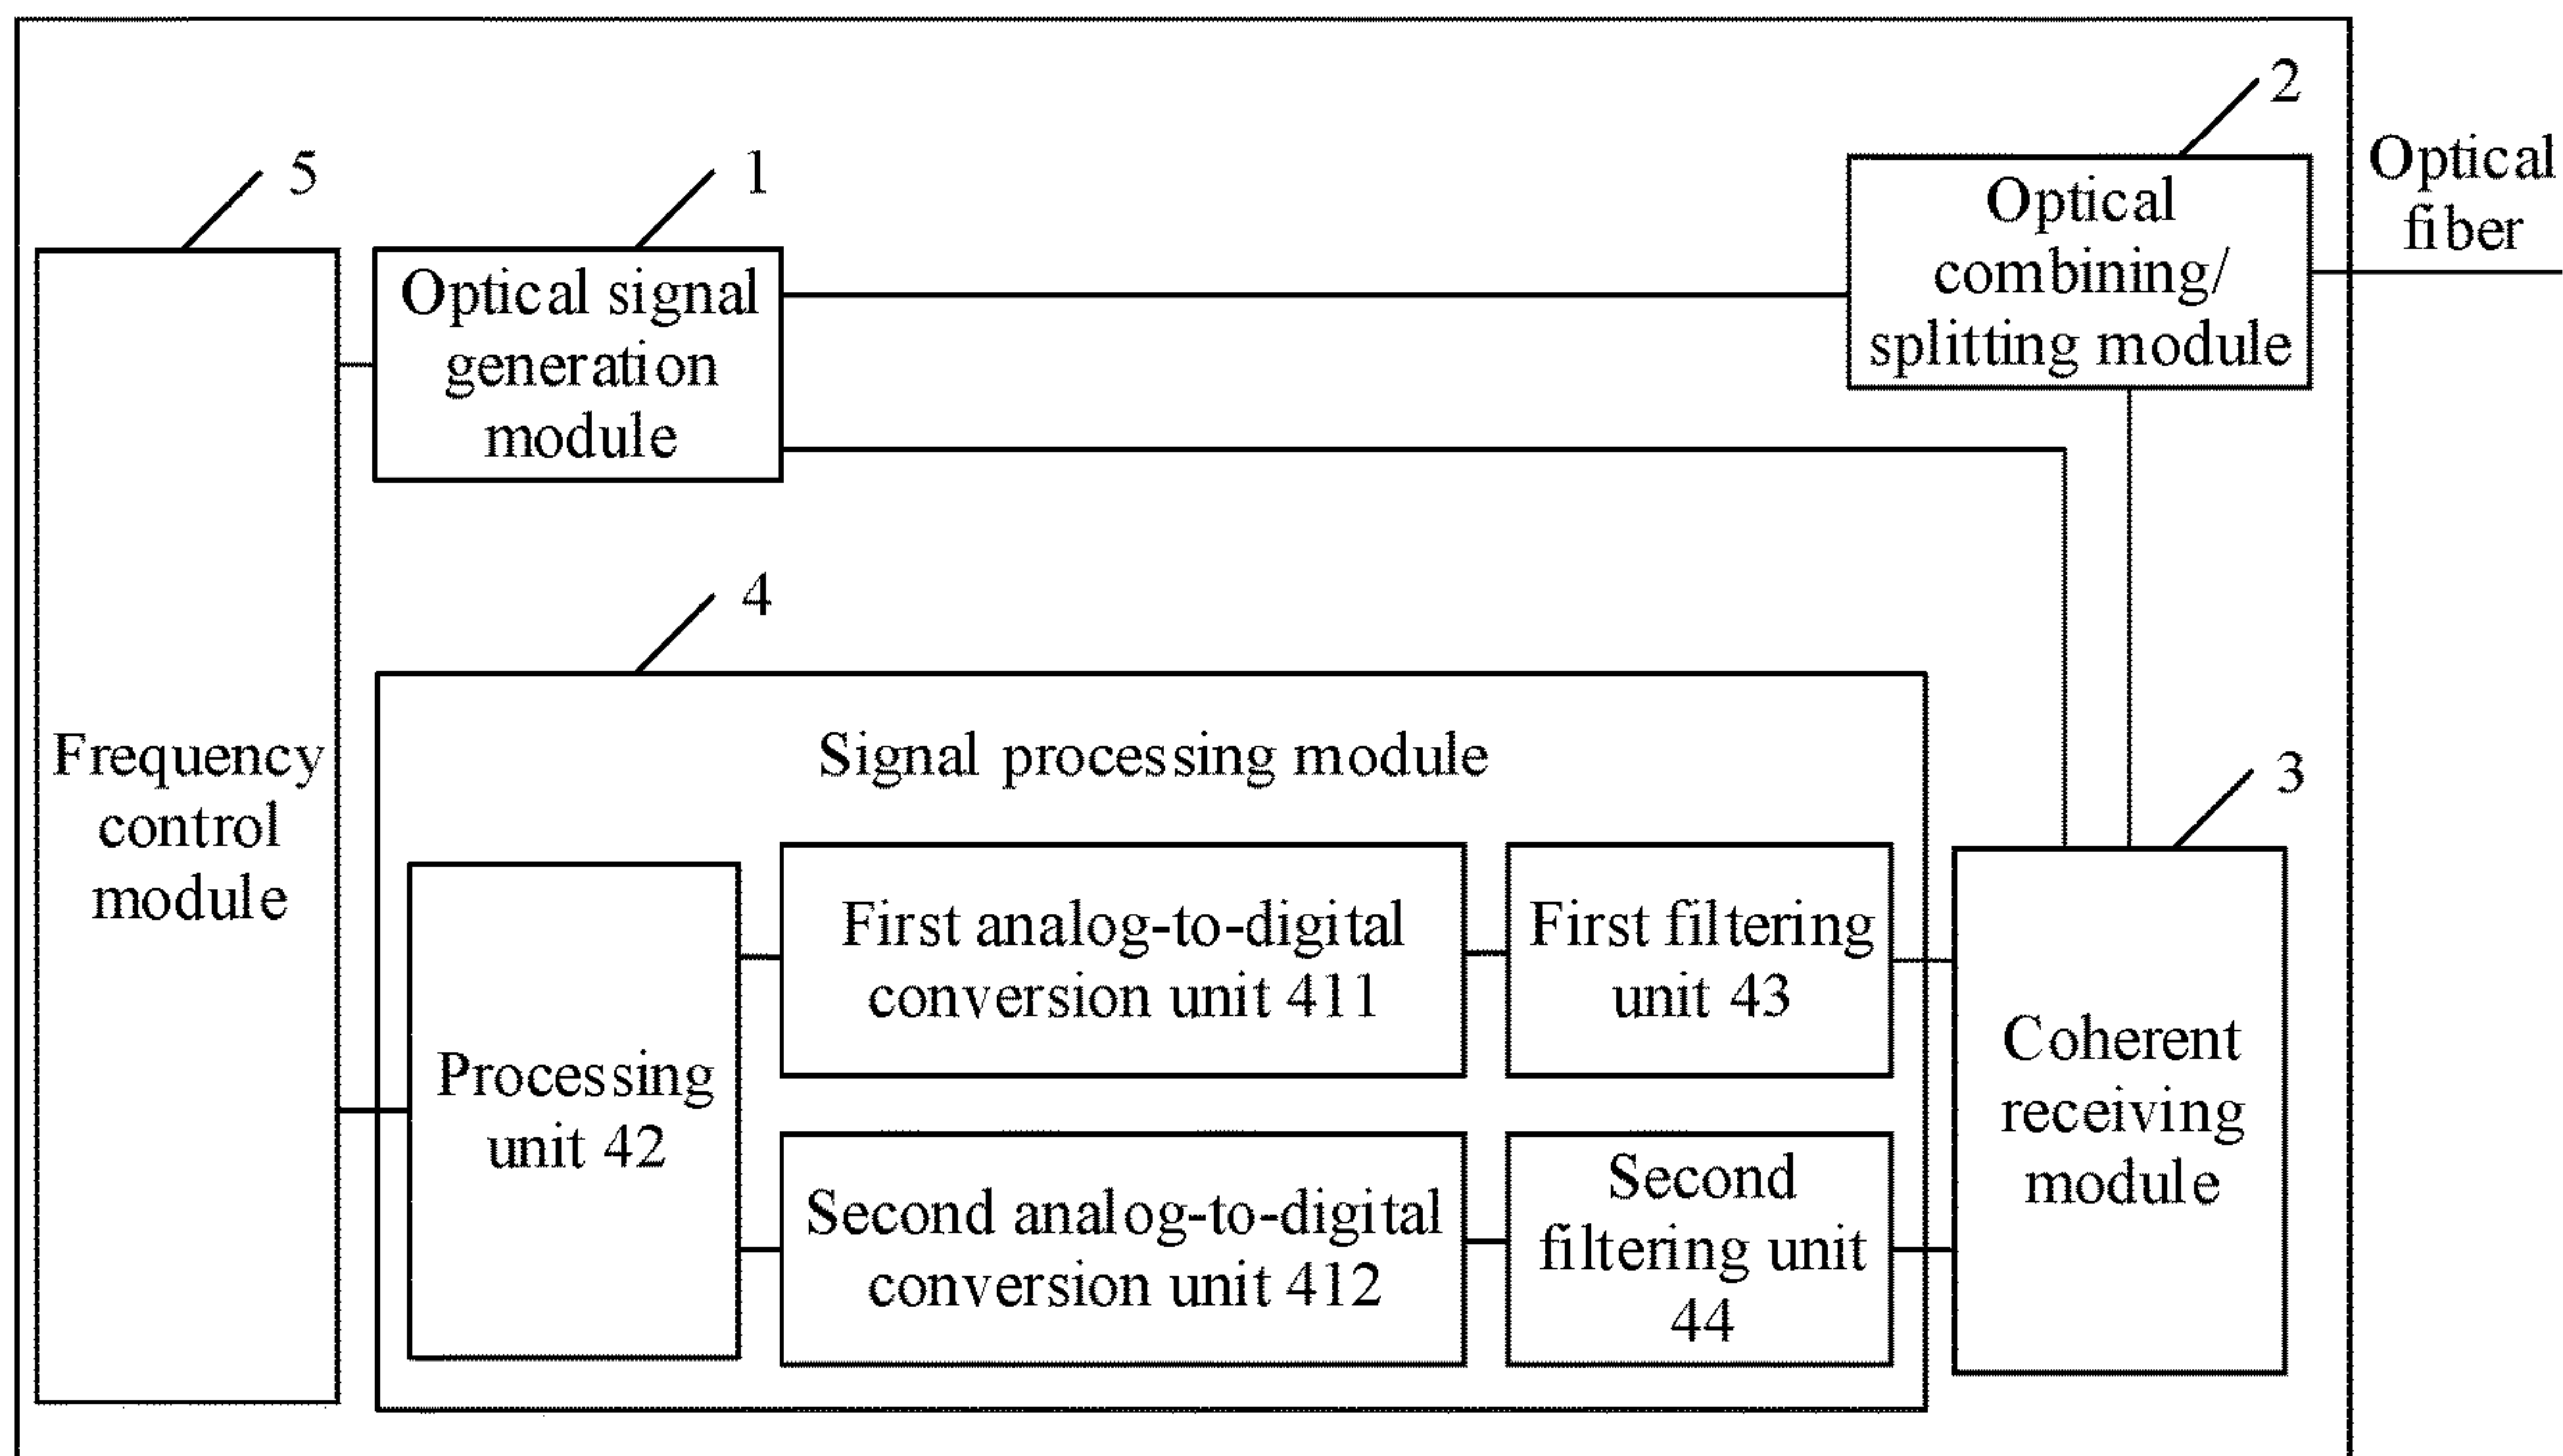 2
Optical
fiber
5
1
Optical
combining/
splitting module
Optical signal
generation
module
4
Signal processing module
3
Frequency
control
module
First analog-to-digital
conversion unit 411
First filtering
unit 43
Processing
unit 42
Coherent
receiving
module
Second analog-to-digital
conversion unit 412
Second
filtering unit
44